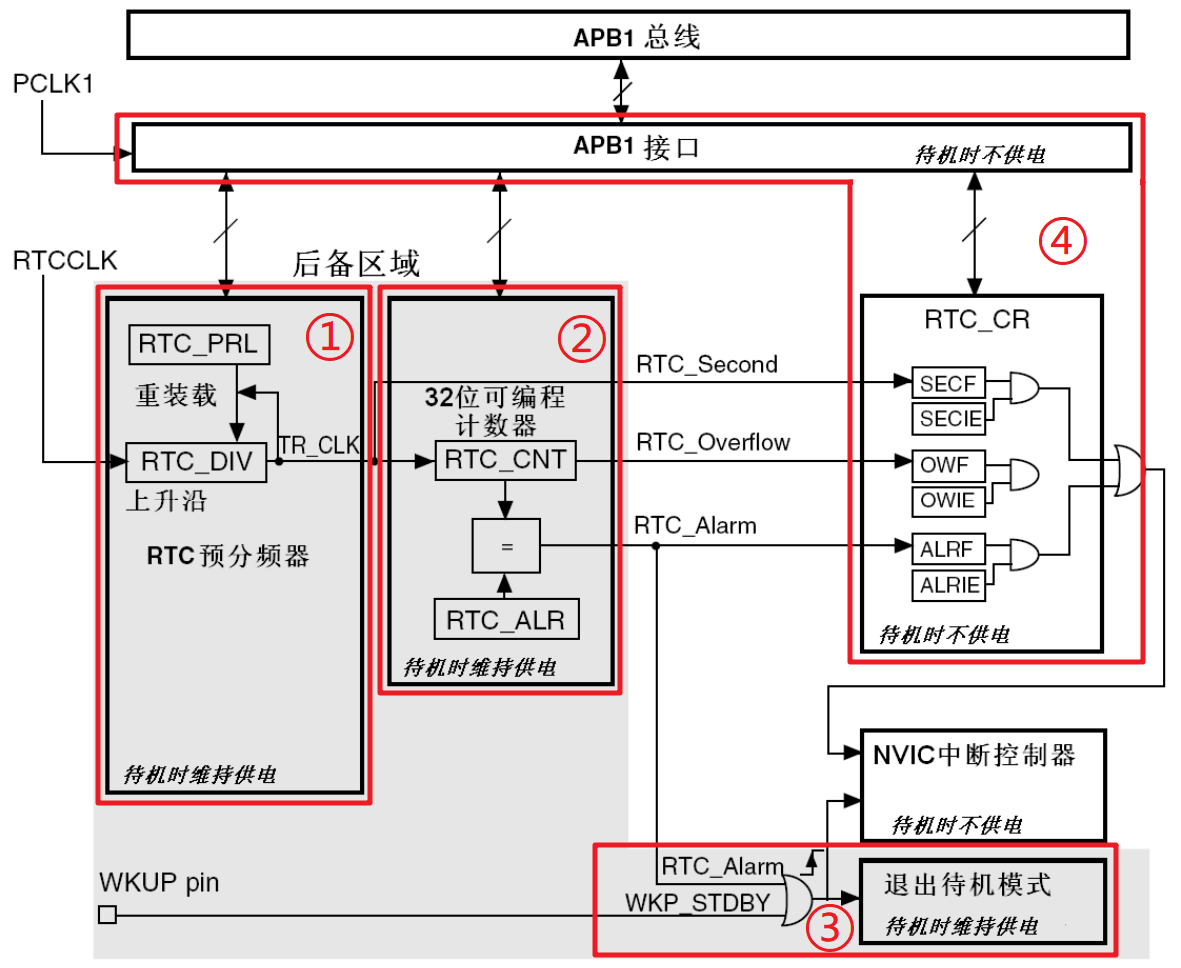 APB1 总线
PCLK1
APB1 接口
待机时不供电
④
RTCCLK
后备区域
①
RTC_PRL
重装载
RTC_DIV
TR_CLK
上升沿
RTC预分频器
待机时维持供电
②
32位可编程
计数器
RTC_CNT
=
RTC_ALR
待机时维持供电
RTC_Second
RTC_Overflow
RTC_Alarm
RTC_CR
SECF
SECIE
OWF
OWIE
ALRF
ALRIE
待机时不供电
NVIC中断控制器
待机时不供电
WKUP pin
RTC_Alarm
WKP_STDBY
③
退出待机模式
待机时维持供电